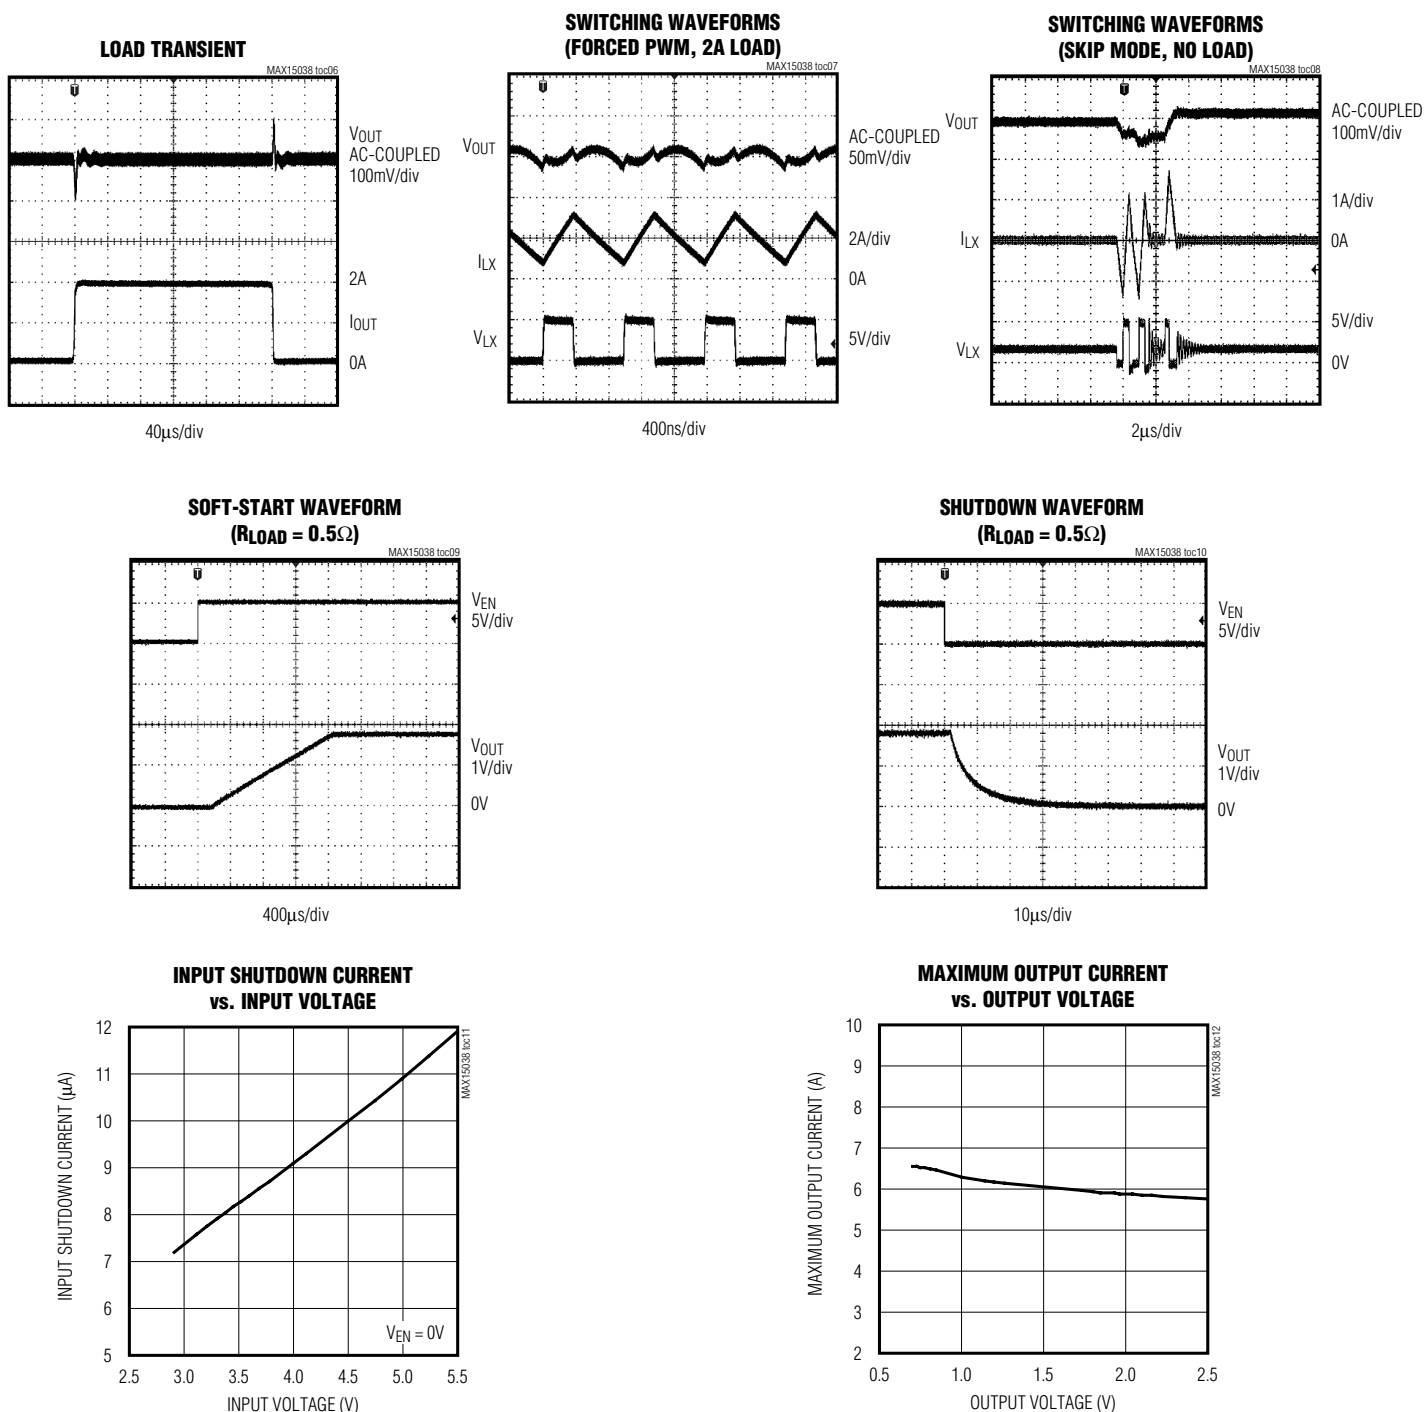 LOAD TRANSIENT
MAX15038 toc06
VOUT
AC-COUPLED
100mV/div
2A
IOUT
0A
40μs/div
SWITCHING WAVEFORMS
(FORCED PWM, 2A LOAD)
MAX15038 toc07
VOUT
AC-COUPLED
50mV/div
ILX
2A/div
0A
VLX
5V/div
400ns/div
SWITCHING WAVEFORMS
(SKIP MODE, NO LOAD)
MAX15038 toc08
VOUT
AC-COUPLED
100mV/div
1A/div
ILX
0A
5V/div
VLX
0V
2μs/div
SOFT-START WAVEFORM
(RLOAD = 0.5Ω)
MAX15038 toc09
VEN
5V/div
VOUT
1V/div
0V
400μs/div
SHUTDOWN WAVEFORM
(RLOAD = 0.5Ω)
MAX15038 toc10
VEN
5V/div
VOUT
1V/div
0V
10μs/div
INPUT SHUTDOWN CURRENT
vs. INPUT VOLTAGE
MAX15038 toc11
INPUT SHUTDOWN CURRENT (μA)
12
11
10
9
8
7
6
5
VEN = 0V
2.5 3.0 3.5 4.0 4.5 5.0 5.5
INPUT VOLTAGE (V)
MAXIMUM OUTPUT CURRENT
vs. OUTPUT VOLTAGE
MAX15038 toc12
MAXIMUM OUTPUT CURRENT (A)
10
9
8
7
6
5
4
3
2
0.5 1.0 1.5 2.0 2.5
OUTPUT VOLTAGE (V)